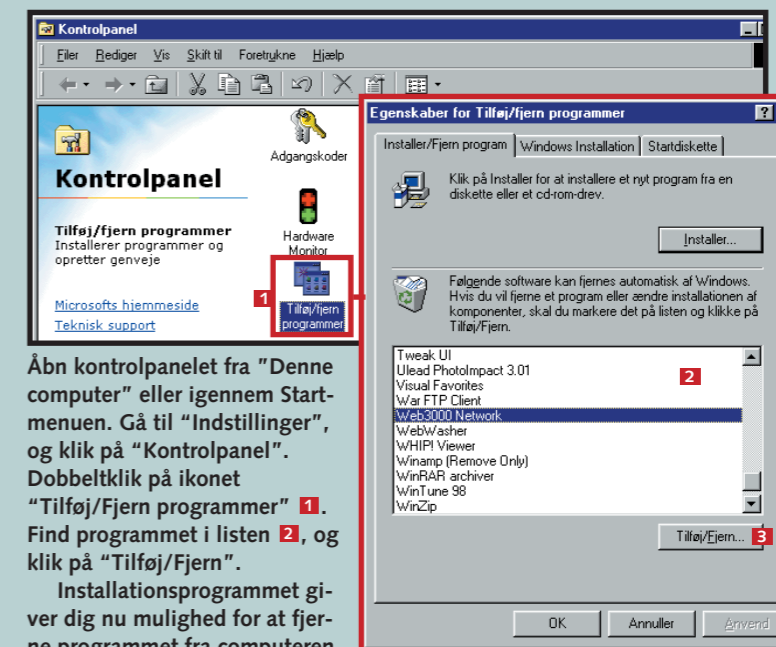 Kontrolpanel
Filer Rediger Vis Skift til Foretrukne Hjælp
Kontrolpanel
Tilføj/fjern programmer
Installerer programmer og
opretter genveje
Microsofts hjemmeside
Teknisk support
Adgangskoder
Hardware
Monitor
1
Tilføj/fjern
programmer
Egenskaber for Tilføj/fjern programmer
Installer/Fjern program Windows Installation Startdiskette
Klik på Installer for at installere et nyt program fra en
diskette eller et cd-rom-drev.
Installer...
Følgende software kan fjernes automatisk af Windows.
Hvis du vil fjerne et program eller ændre installationen af
komponenter, skal du markere det på listen og klikke på
Tilføj/Fjern.
Tweak UI
Ulead PhotoImpact 3.01
2
Visual Favorites
War FTP Client
Web3000 Network
WebWasher
WHIP! Viewer
Winamp (Remove Only)
WinRAR archiver
WinTune 98
WinZip
Tilføj/Fjern... 3
OK Annuller Anvend
Åbn kontrolpanelet fra ”Denne
computer” eller igennem Start-
menuen. Gå til “Indstillinger”,
og klik på “Kontrolpanel”.
Dobbeltklik på ikonet
“Tilføj/Fjern programmer” 1.
Find programmet i listen 2, og
klik på “Tilføj/Fjern”.
Installationsprogrammet gi-
ver dig nu mulighed for at fjer-
ne programmet fra computeren